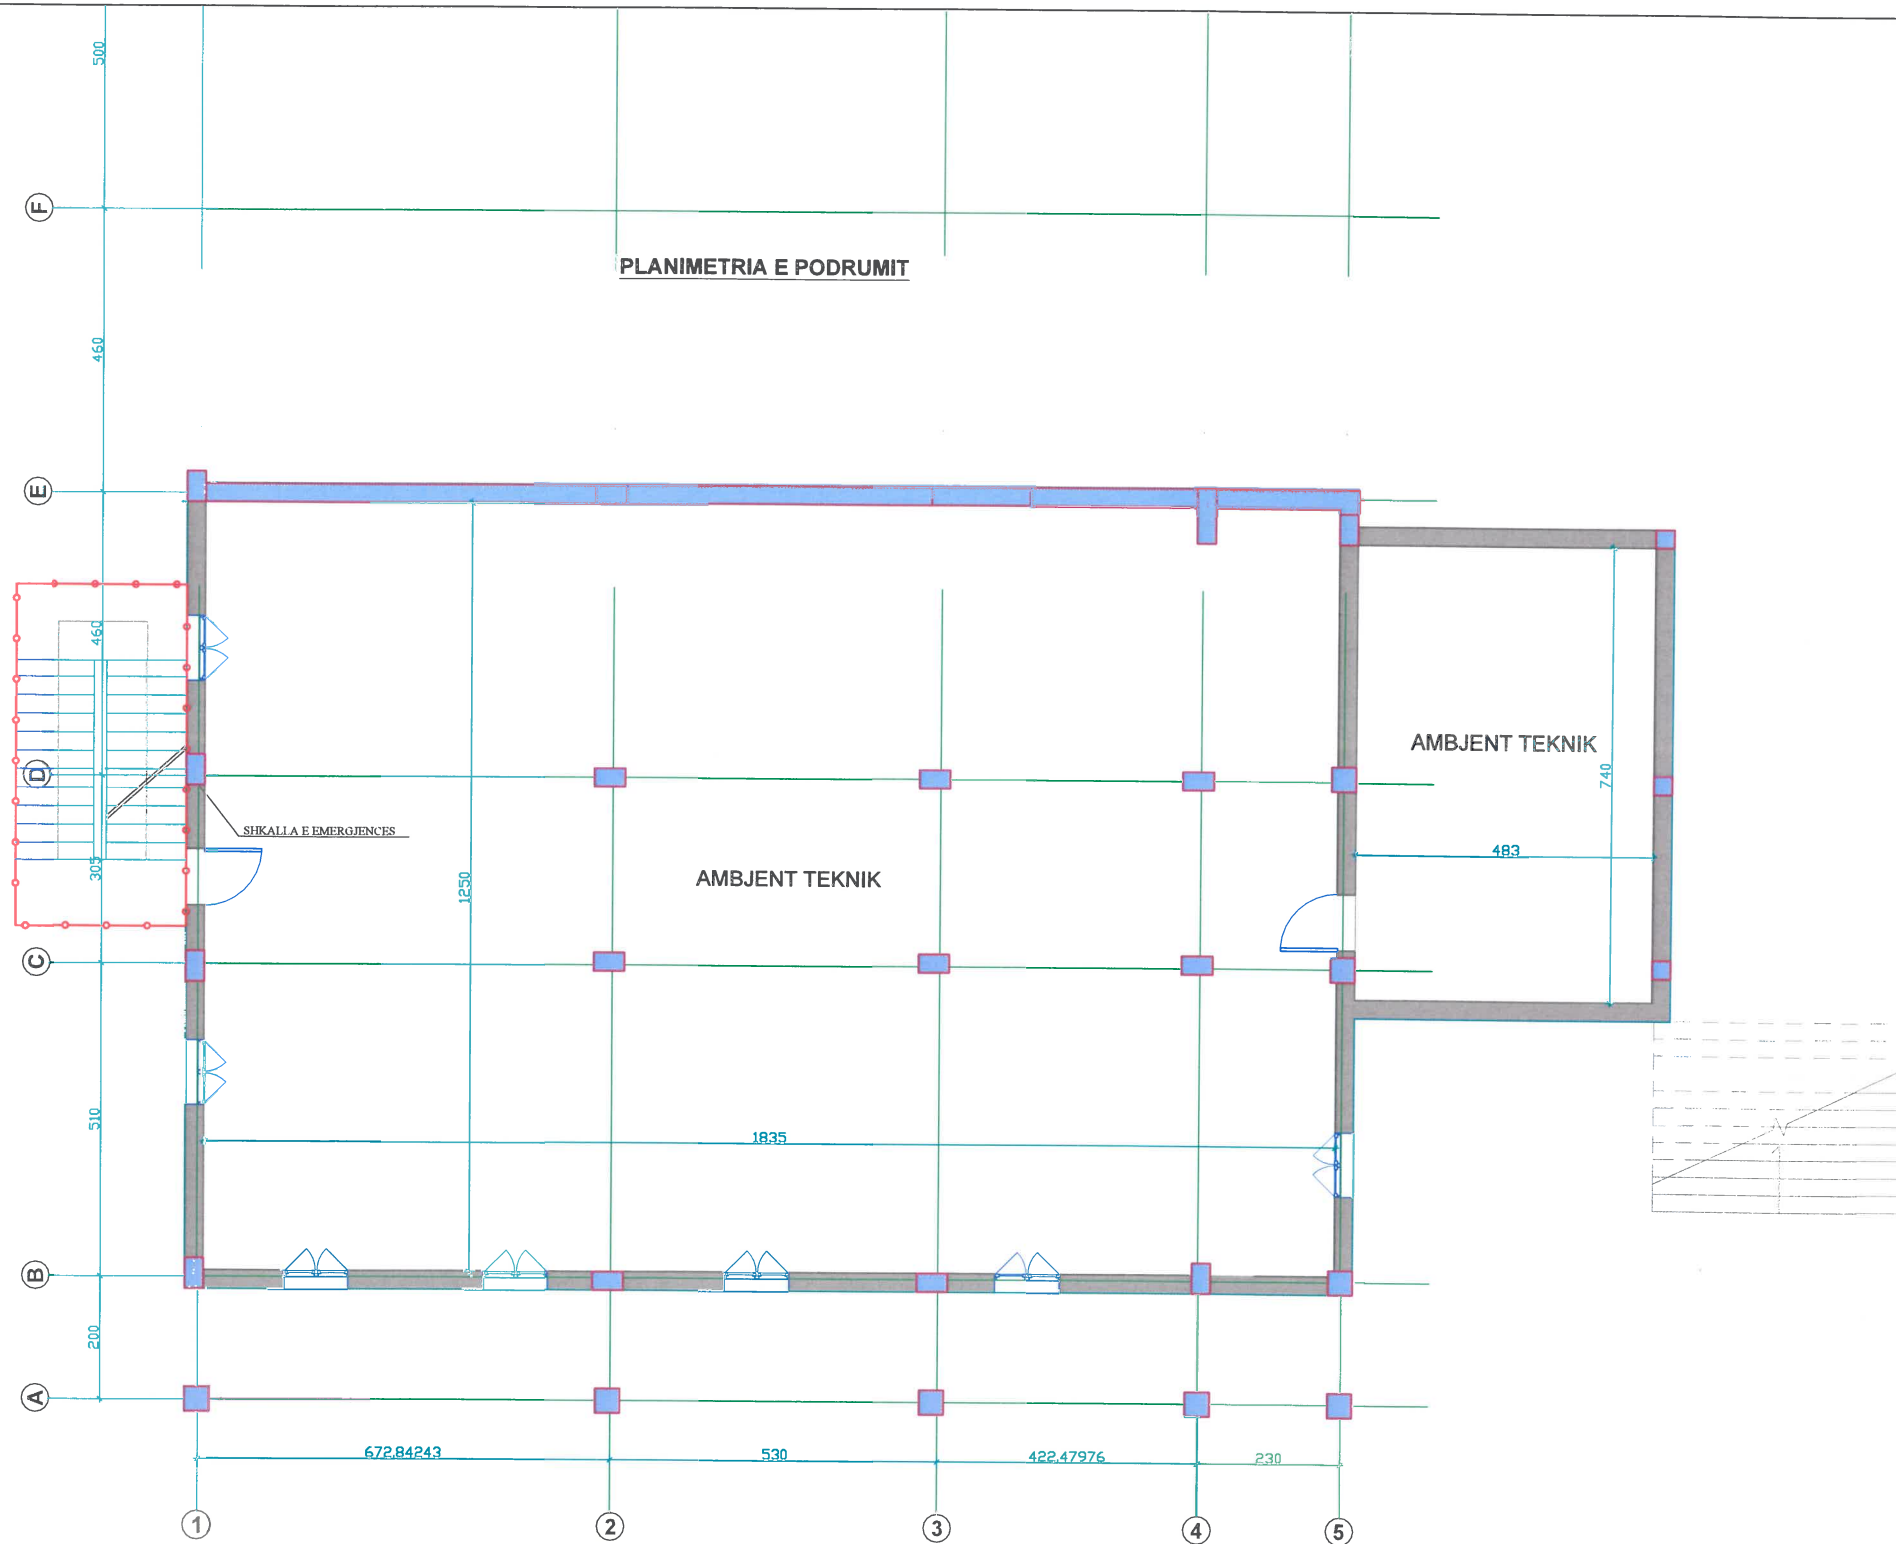 500
F
PLANIMETRIA E PODRUMIT
460
E
460
AMBJENT TEKNIK
D
740
SHKALLA E EMERGJENCES
483
305
1250
AMBJENT TEKNIK
C
510
1835
B
200
A
672,84243
530
422,47976
230
1
2
3
4
5